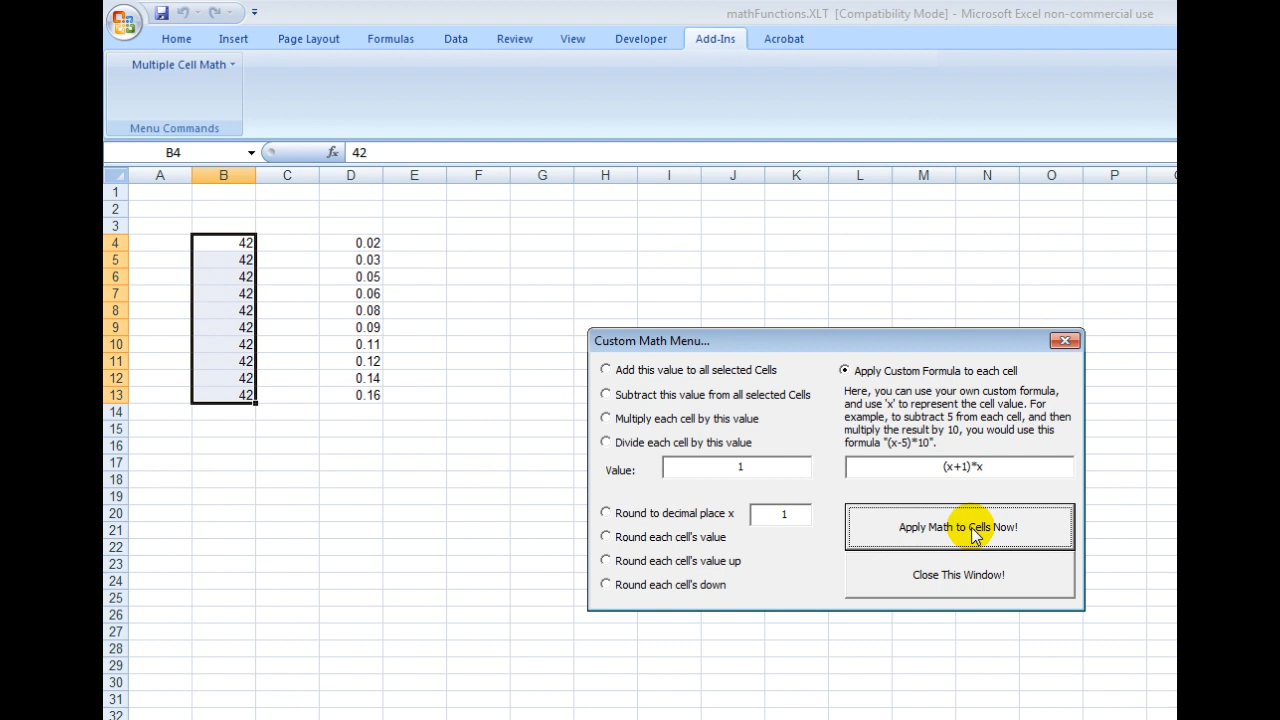 mathFunctions.XLT [Compatibility Mode] - Microsoft Excel non-commercial use
Home Insert Page Layout Formulas Data Review View Developer Add-Ins Acrobat
Multiple Cell Math
Menu Commands
B4 fx 42
A B C D E F G H I J K L M N O P
1
2
3
4 42 0.02
5 42 0.03
6 42 0.05
7 42 0.06
8 42 0.08
9 42 0.09
10 42 0.11
11 42 0.12
12 42 0.14
13 42 0.16
14
15
16
17
18
19
20
21
22
23
24
25
26
27
28
29
30
31
32
Custom Math Menu...
Add this value to all selected Cells
Subtract this value from all selected Cells
Multiply each cell by this value
Divide each cell by this value
Value: 1
Round to decimal place x 1
Round each cell's value
Round each cell's value up
Round each cell's down
Apply Custom Formula to each cell
Here, you can use your own custom formula,
and use 'x' to represent the cell value. For
example, to subtract 5 from each cell, and then
multiply the result by 10, you would use this
formula "(x-5)*10".
(x+1)*x
Apply Math to Cells Now!
Close This Window!